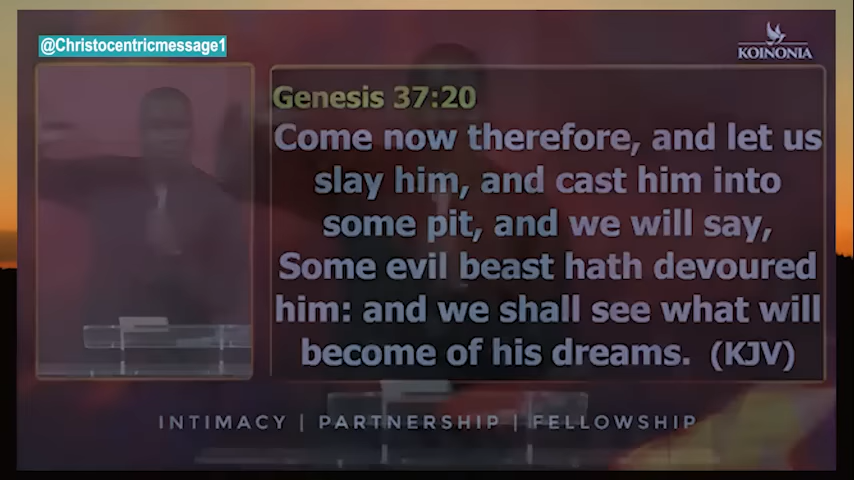 @Christocentricmessage1
KOINONIA
Genesis 37:20
Come now therefore, and let us
slay him, and cast him into
some pit, and we will say,
Some evil beast hath devoured
him: and we shall see what will
become of his dreams. (KJV)
INTIMACY | PARTNERSHIP | FELLOWSHIP